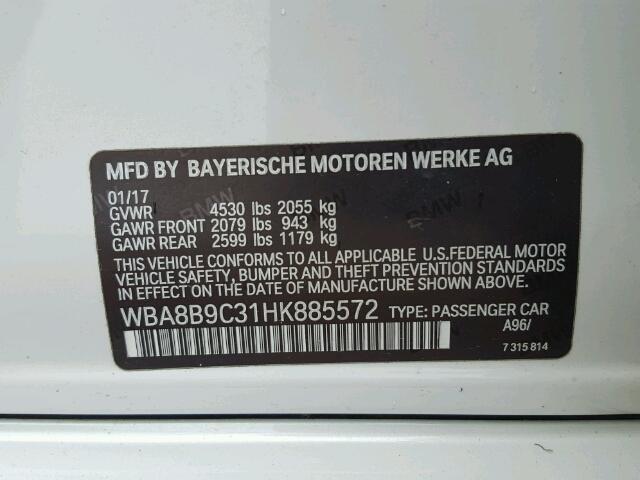 MFD BY BAYERISCHE MOTOREN WERKE AG
01/17
GVWR 4530 lbs 2055 kg
GAWR FRONT 2079 lbs 943 kg
GAWR REAR 2599 lbs 1179 kg
THIS VEHICLE CONFORMS TO ALL APPLICABLE U.S.FEDERAL MOTOR
VEHICLE SAFETY, BUMPER AND THEFT PREVENTION STANDARDS
IN EFFECT ON THE DATE OF MANUFACTURE SHOWN ABOVE.
WBA8B9C31HK885572 TYPE: PASSENGER CAR
A96/
7 315 814